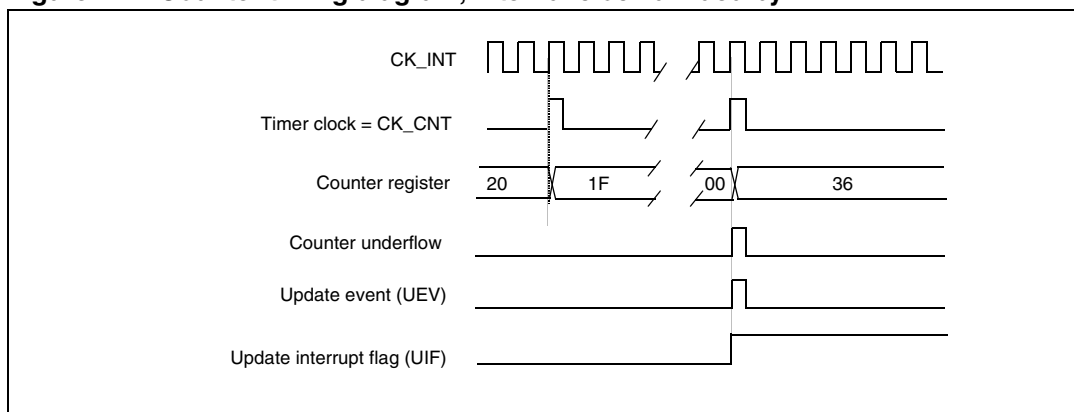 CK_INT
Timer clock = CK_CNT
Counter register
20
1F
00
36
Counter underflow
Update event (UEV)
Update interrupt flag (UIF)